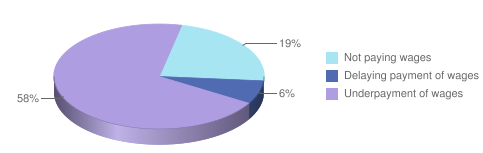 19%
6%
58%
Not paying wages
Delaying payment of wages
Underpayment of wages